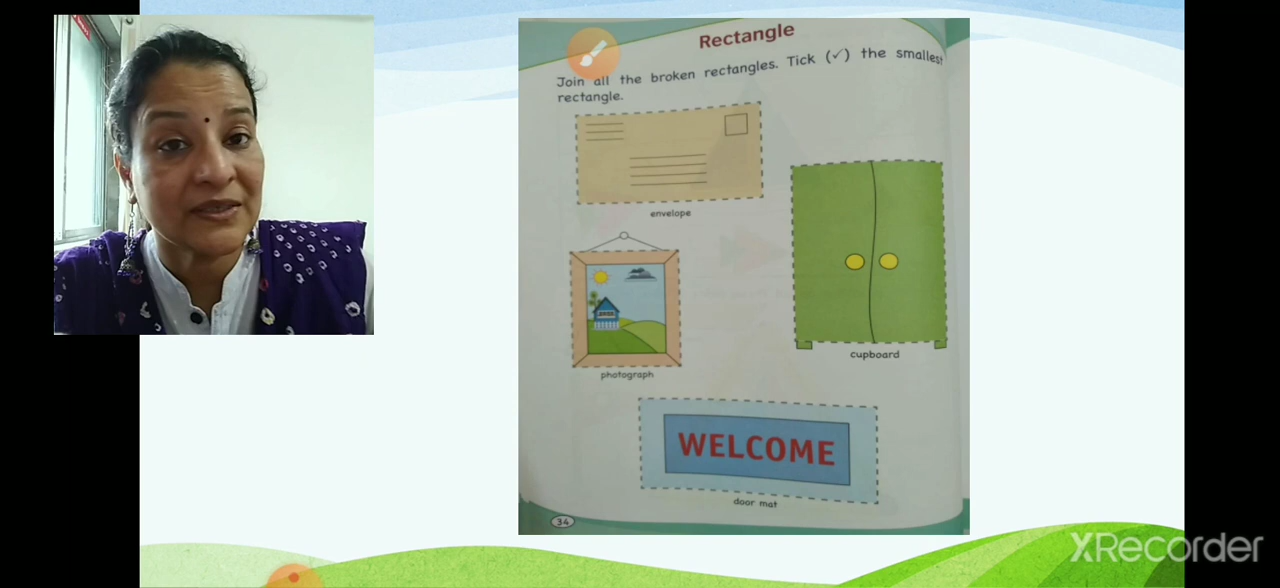 Rectangle
Join all the broken rectangles. Tick (✓) the smallest
rectangle.
envelope
photograph
cupboard
WELCOME
door mat
34
XRecorder